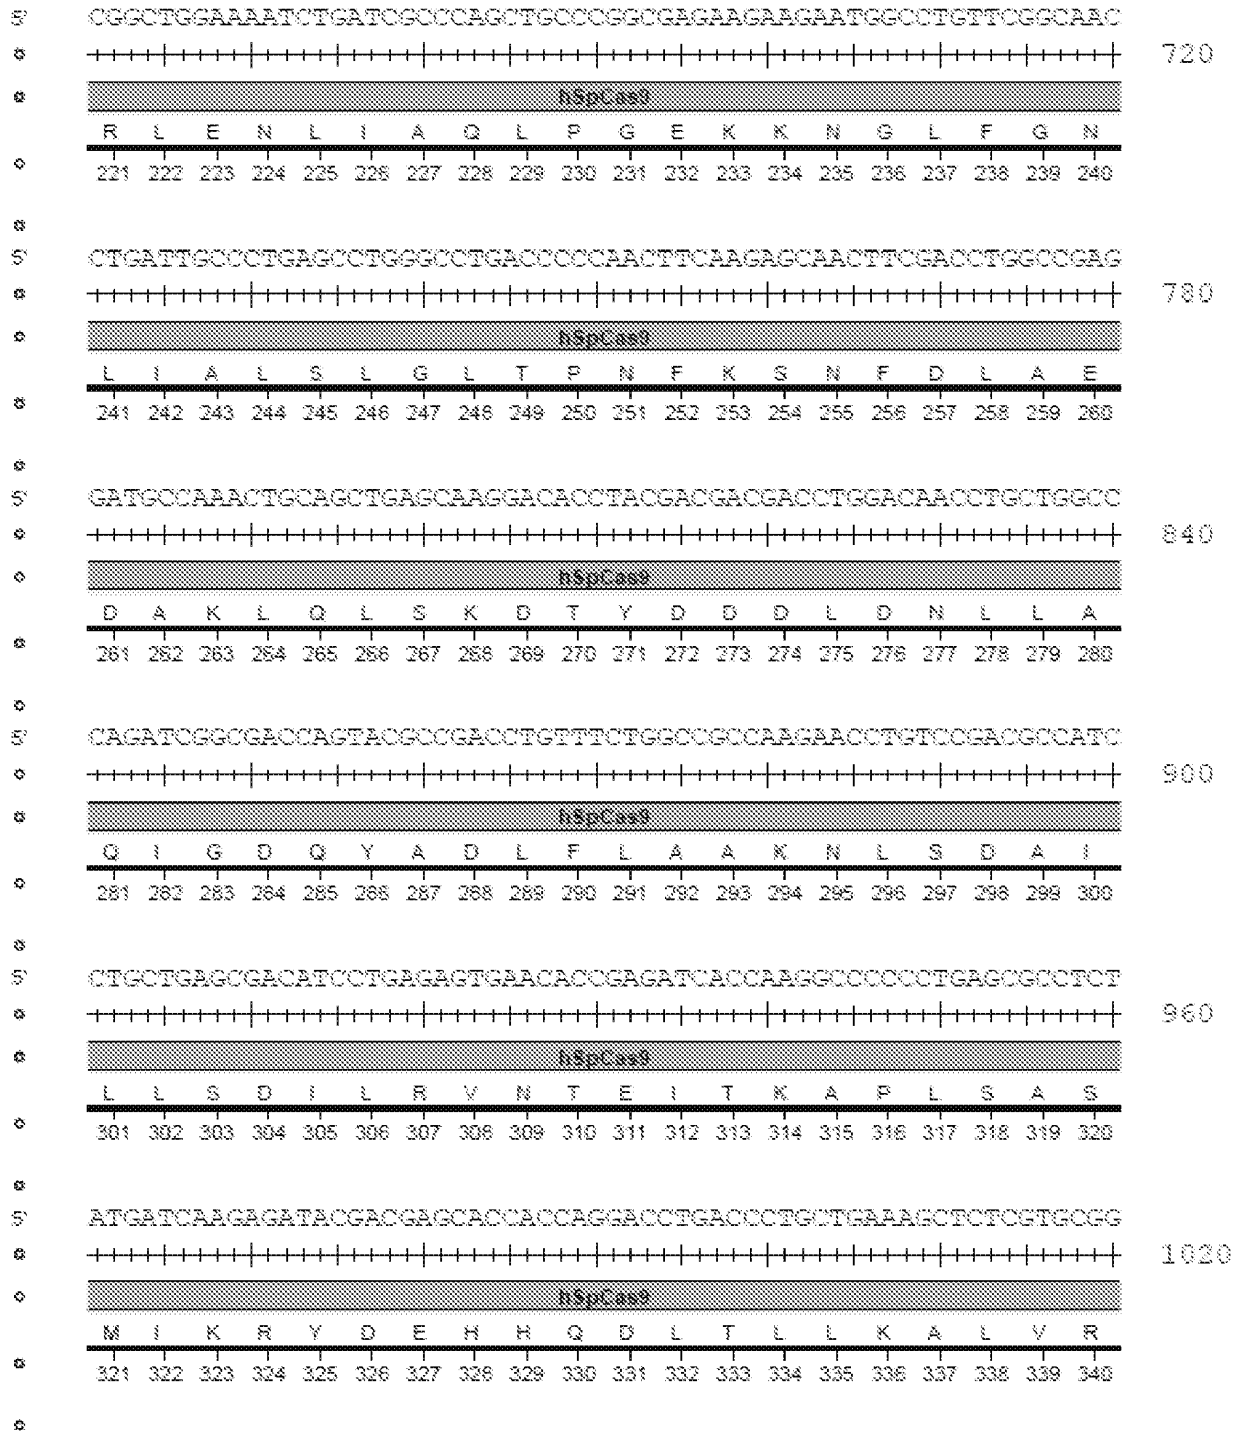 5' CGGCTGGAAAATCTGATCGCCCAGCTGCCCGGCGAGAAGAAGAATGGCCTGTTCGGCAAC
720
hSpCas9
R L E N L I A Q L P G E K K N G L F G N
221 222 223 224 225 226 227 228 229 230 231 232 233 234 235 236 237 238 239 240
5' CTGATTGCCCTGAGCCTGGGCCTGACCCCCAACTTCAAGAGCAACTTCGACCTGGCCGAG
780
hSpCas9
L I A L S L G L T P N F K S N F D L A E
241 242 243 244 245 246 247 248 249 250 251 252 253 254 255 256 257 258 259 260
5' GATGCCAAACTGCAGCTGAGCAAGGACACCTACGACGACGACCTGGACAACCTGCTGGCC
840
hSpCas9
D A K L Q L S K D T Y D D D L D N L L A
261 262 263 264 265 266 267 268 269 270 271 272 273 274 275 276 277 278 279 280
5' CAGATCGGCGACCAGTACGCCGACCTGTTTCTGGCCGCCAAGAACCTGTCCGACGCCATC
900
hSpCas9
Q I G D Q Y A D L F L A A K N L S D A I
281 282 283 284 285 286 287 288 289 290 291 292 293 294 295 296 297 298 299 300
5' CTGCTGAGCGACATCCTGAGAGTGAACACCGAGATCACCAAGGCCCCCCTGAGCGCCTCT
960
hSpCas9
L L S D I L R V N T E I T K A P L S A S
301 302 303 304 305 306 307 308 309 310 311 312 313 314 315 316 317 318 319 320
5' ATGATCAAGAGATACGACGAGCACCACCAGGACCTGACCCTGCTGAAAGCTCTCGTGCGG
1020
hSpCas9
M I K R Y D E H H Q D L T L L K A L V R
321 322 323 324 325 326 327 328 329 330 331 332 333 334 335 336 337 338 339 340